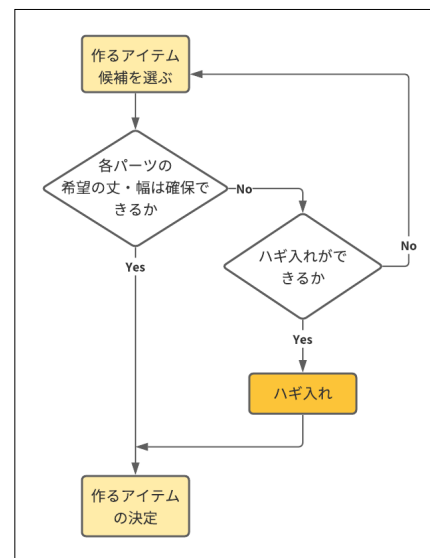 作るアイテム
候補を選ぶ
各パーツの
希望の丈・幅は確保で
きるか
No
ハギ入れがで
きるか
No
Yes
Yes
ハギ入れ
作るアイテム
の決定